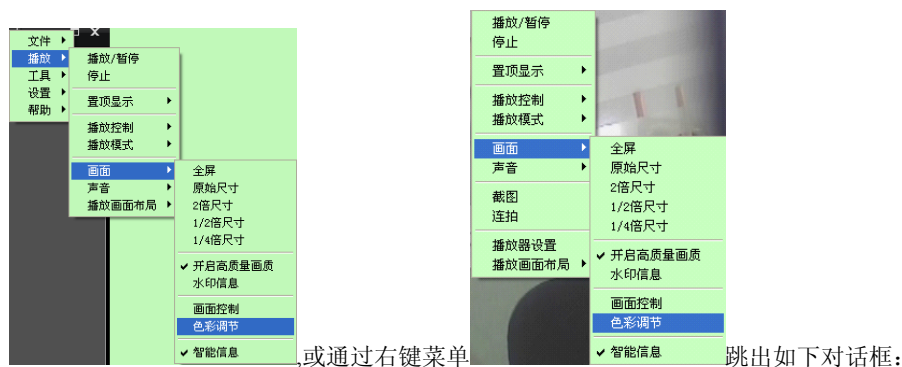 文件
播放
工具
设置
帮助
播放/暂停
停止
置顶显示
播放控制
播放模式
画面
声音
播放画面布局
全屏
原始尺寸
2倍尺寸
1/2倍尺寸
1/4倍尺寸
开启高质量画质
水印信息
画面控制
色彩调节
智能信息
,或通过右键菜单
播放/暂停
停止
置顶显示
播放控制
播放模式
画面
声音
截图
连拍
播放器设置
播放画面布局
全屏
原始尺寸
2倍尺寸
1/2倍尺寸
1/4倍尺寸
开启高质量画质
水印信息
画面控制
色彩调节
智能信息
跳出如下对话框：